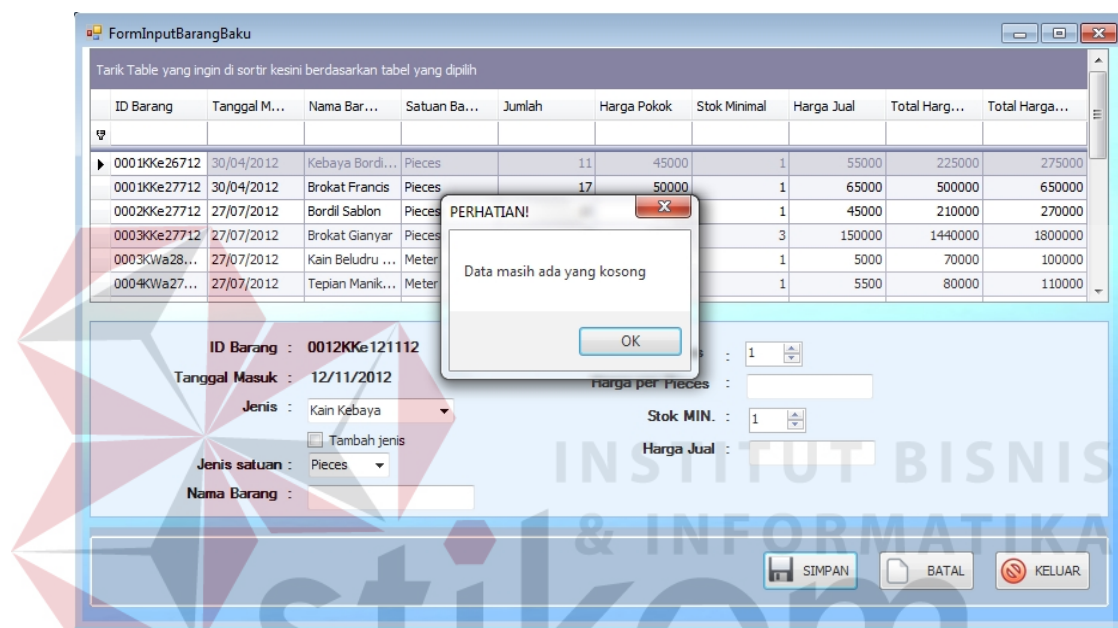 FormInputBarangBaku
Tarik Table yang ingin di sortir kesini berdasarkan tabel yang dipilih
ID Barang Tanggal M... Nama Bar... Satuan Ba... Jumlah Harga Pokok Stok Minimal Harga Jual Total Harg... Total Harga...
0001KKe26712 30/04/2012 Kebaya Bordi... Pieces 11 45000 1 55000 225000 275000
0001KKe27712 30/04/2012 Brokat Francis Pieces 17 50000 1 65000 500000 650000
0002KKe27712 27/07/2012 Bordil Sablon Pieces 1 45000 210000 270000
0003KKe27712 27/07/2012 Brokat Gianyar Pieces 3 150000 1440000 1800000
0003KWa28... 27/07/2012 Kain Beludru ... Meter 1 5000 70000 100000
0004KWa27... 27/07/2012 Tepian Manik... Meter 1 5500 80000 110000
PERHATIAN!
Data masih ada yang kosong
OK
ID Barang : 0012KKe121112
Tanggal Masuk : 12/11/2012
Jenis : Kain Kebaya
Tambah jenis
Jenis satuan : Pieces
Nama Barang :
: 1
Harga per Pieces :
Stok MIN. : 1
Harga Jual :
SIMPAN BATAL KELUAR
INSTITUT BISNIS
& INFORMATIKA
stikom